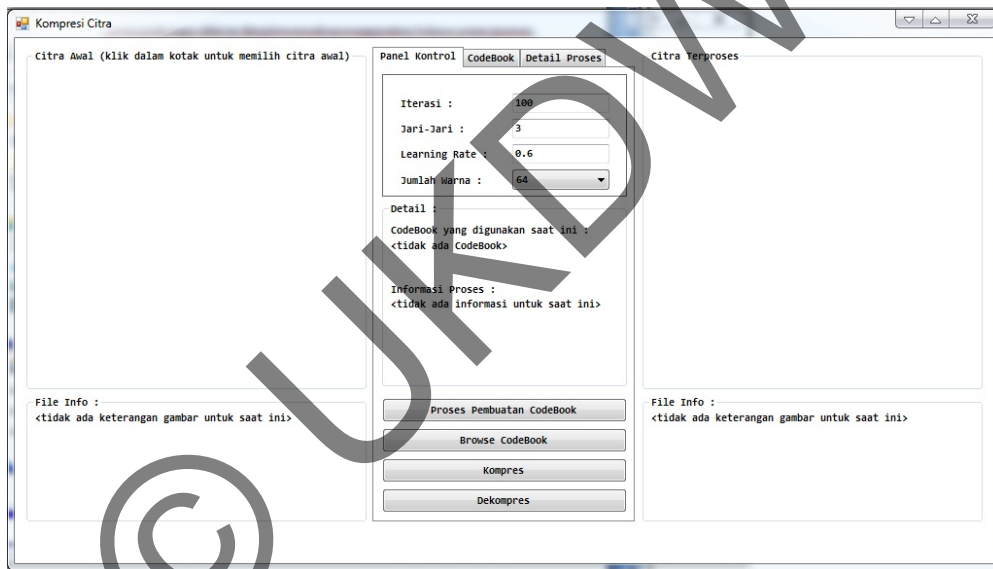 Kompresi Citra
Citra Awal (klik dalam kotak untuk memilih citra awal)
Panel Kontrol CodeBook Detail Proses
Citra Terproses
Iterasi : 100
Jari-Jari : 3
Learning Rate : 0.6
Jumlah Warna : 64
Detail :
CodeBook yang digunakan saat ini :
<tidak ada CodeBook>
Informasi Proses :
<tidak ada informasi untuk saat ini>
File Info :
<tidak ada keterangan gambar untuk saat ini>
Proses Pembuatan CodeBook
Browse CodeBook
Kompres
Dekompres
File Info :
<tidak ada keterangan gambar untuk saat ini>
© UKDW